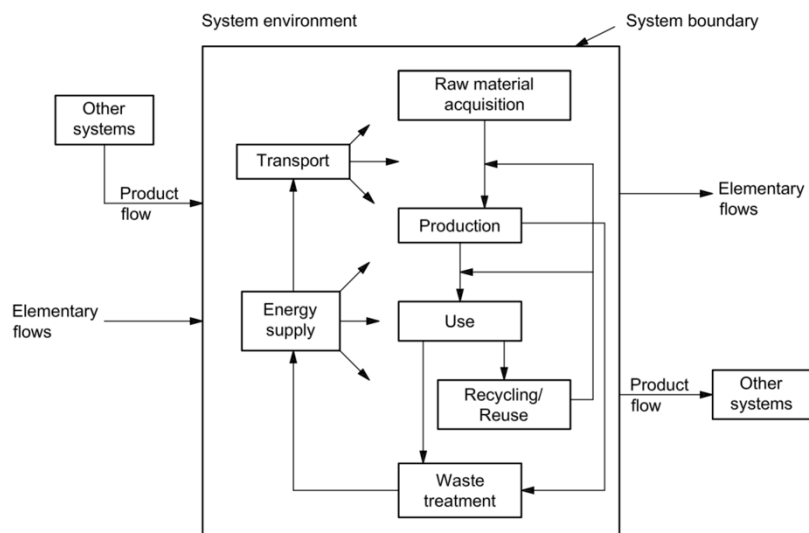 System environment
System boundary
Raw material
acquisition
Other
systems
Transport
Product
flow
Elementary
flows
Production
Elementary
flows
Energy
supply
Use
Recycling/
Reuse
Product
flow
Other
systems
Waste
treatment